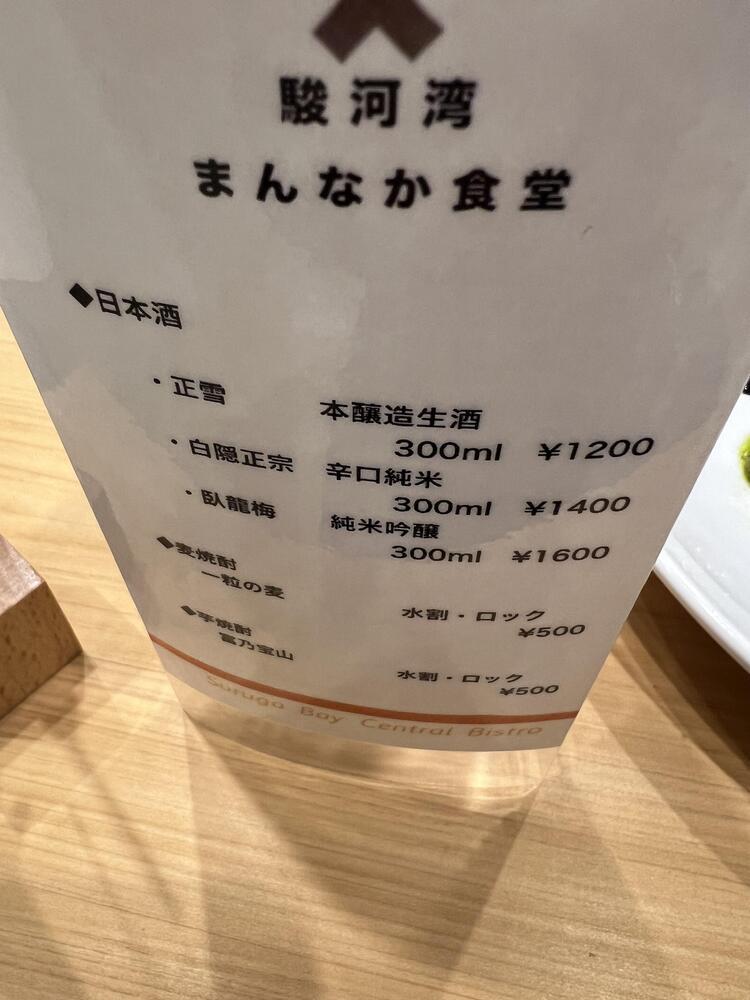 駿河湾
まんなか食堂
◆日本酒
・正雪 本醸造生酒
300ml ¥1200
・白隠正宗 辛口純米
300ml ¥1400
・臥龍梅 純米吟醸
300ml ¥1600
◆麦焼酎
一粒の麦 水割・ロック
¥500
◆芋焼酎
富乃宝山 水割・ロック
¥500
Suruga Bay Central Bistro